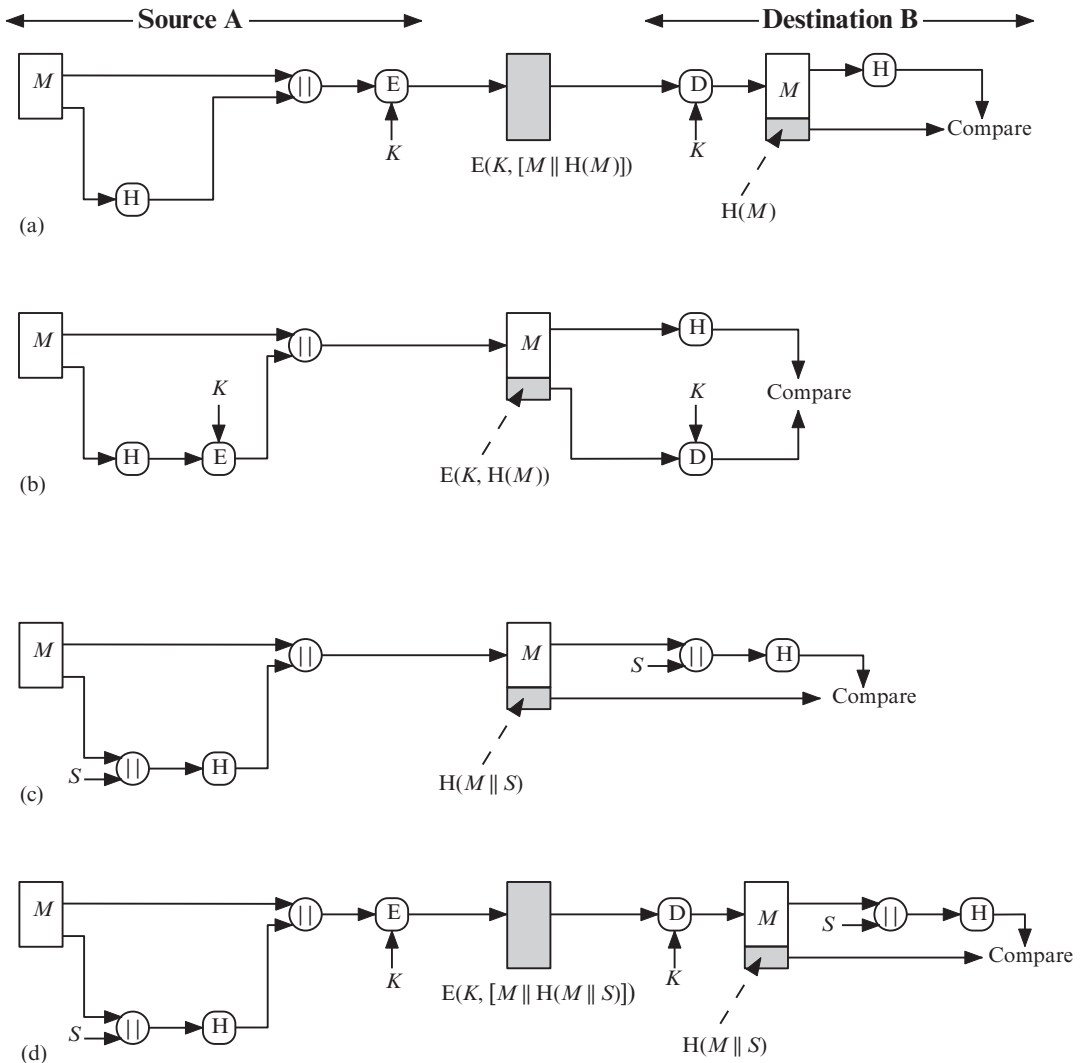 Source A Destination B
M || E D M H
K K Compare
E(K, [M || H(M)])
H H(M)
(a)
M || M H
K K Compare
H E D
E(K, H(M))
(b)
M || M || H
S Compare
S || H H(M || S)
(c)
M || E D M || H
S
K K Compare
E(K, [M || H(M || S)])
S || H H(M || S)
(d)